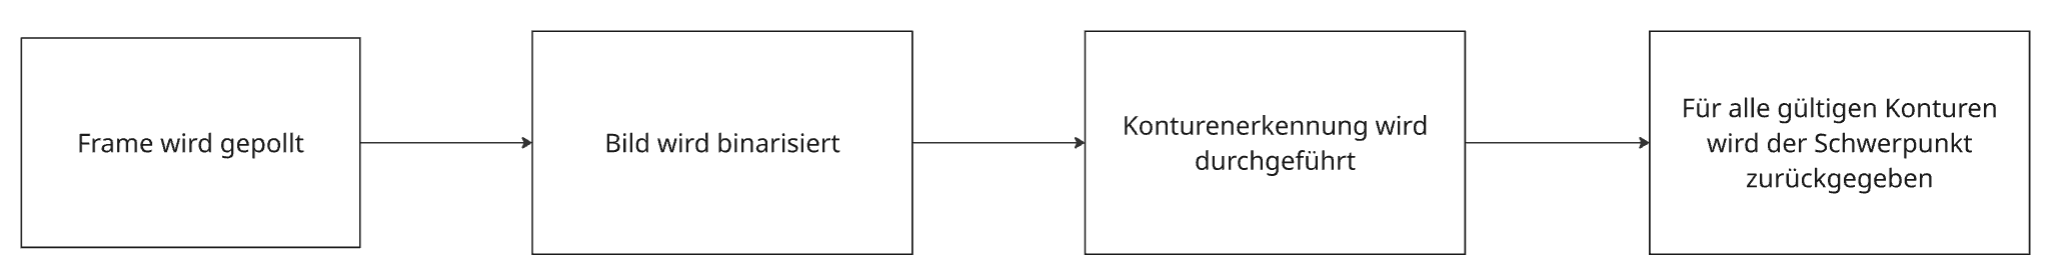 Frame wird gepollt
Bild wird binarisiert
Konturenerkennung wird
durchgeführt
Für alle gültigen Konturen
wird der Schwerpunkt
zurückgegeben